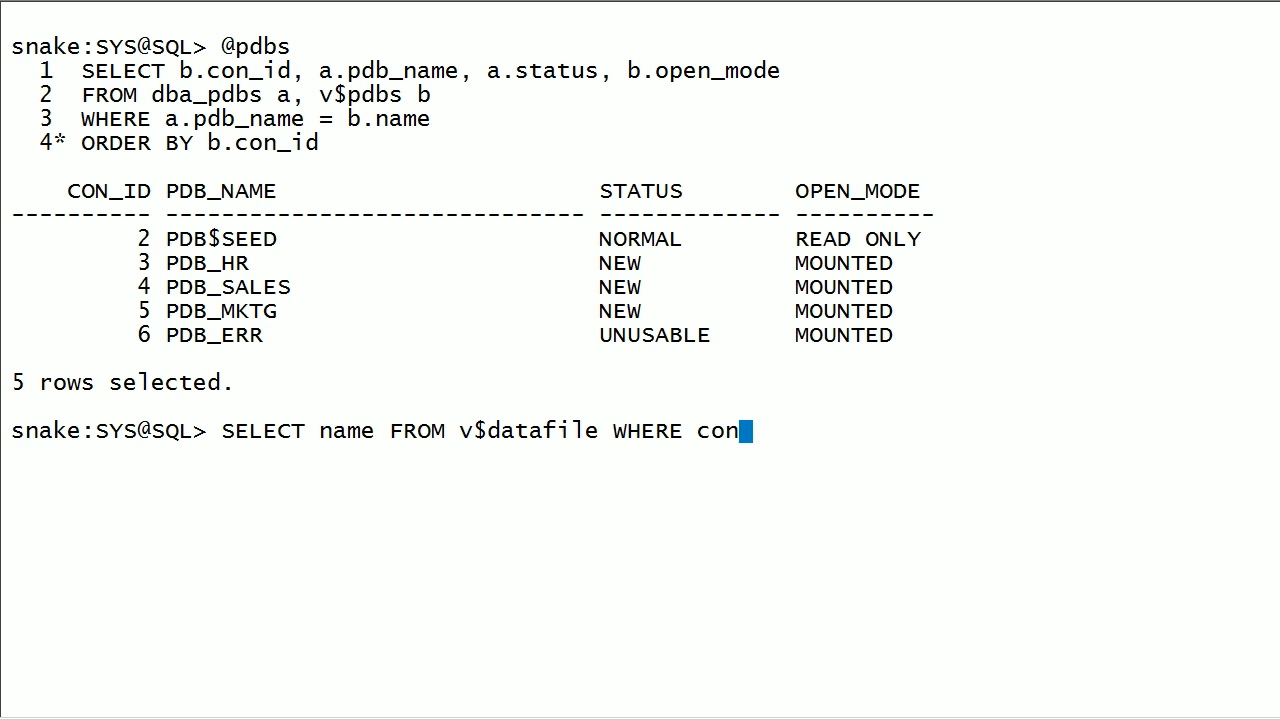 snake:SYS@SQL> @pdbs
  1  SELECT b.con_id, a.pdb_name, a.status, b.open_mode
  2  FROM dba_pdbs a, v$pdbs b
  3  WHERE a.pdb_name = b.name
  4* ORDER BY b.con_id
    CON_ID PDB_NAME                       STATUS        OPEN_MODE
---------- ------------------------------ ------------- ----------
         2 PDB$SEED                       NORMAL        READ ONLY
         3 PDB_HR                         NEW           MOUNTED
         4 PDB_SALES                      NEW           MOUNTED
         5 PDB_MKTG                       NEW           MOUNTED
         6 PDB_ERR                        UNUSABLE      MOUNTED
5 rows selected.
snake:SYS@SQL> SELECT name FROM v$datafile WHERE con